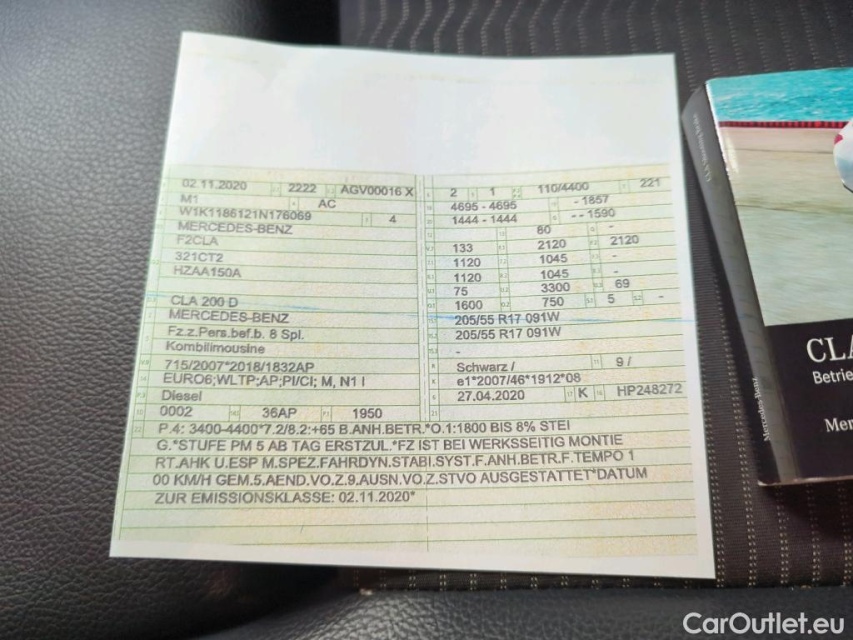 02.11.2020 2222 AGV00016 X
M1 AC
W1K1186121N176069 4
MERCEDES-BENZ
F2CLA
321CT2
HZAA150A
CLA 200 D
MERCEDES-BENZ
Fz.z.Pers.bef.b. 8 Spl.
Kombilimousine
715/2007*2018/1832AP
EURO6;WLTP;AP;PI/CI; M, N1 I
Diesel
0002 36AP 1950
2 1 110/4400 221
4695 - 4695 - 1857
1444 - 1444 - - 1590
80 -
133 2120 2120
1120 1045 -
1120 1045 -
75 3300 69
1600 750 5 -
205/55 R17 091W
205/55 R17 091W
-
-
Schwarz / 9 /
e1*2007/46*1912*08
27.04.2020 K HP248272
P.4: 3400-4400*7.2/8.2:+65 B.ANH.BETR.*O.1:1800 BIS 8% STEI
G.*STUFE PM 5 AB TAG ERSTZUL.*FZ IST BEI WERKSSEITIG MONTIE
RT.AHK U.ESP M.SPEZ.FAHRDYN.STABI.SYST.F.ANH.BETR.F.TEMPO 1
00 KM/H GEM.5.AEND.VO.Z.9.AUSN.VO.Z.STVO AUSGESTATTET*DATUM
ZUR EMISSIONSKLASSE: 02.11.2020*
CLA
Betrie
Mer
Mercedes-Benz
CarOutlet.eu